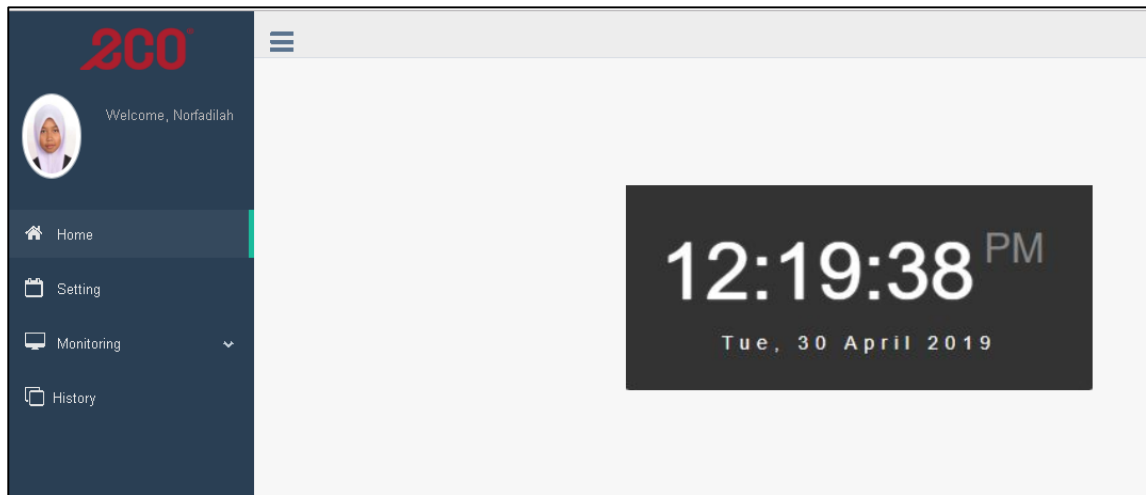 2CO
Welcome, Norfadilah
Home
Setting
Monitoring
History
12:19:38 PM
Tue, 30 April 2019